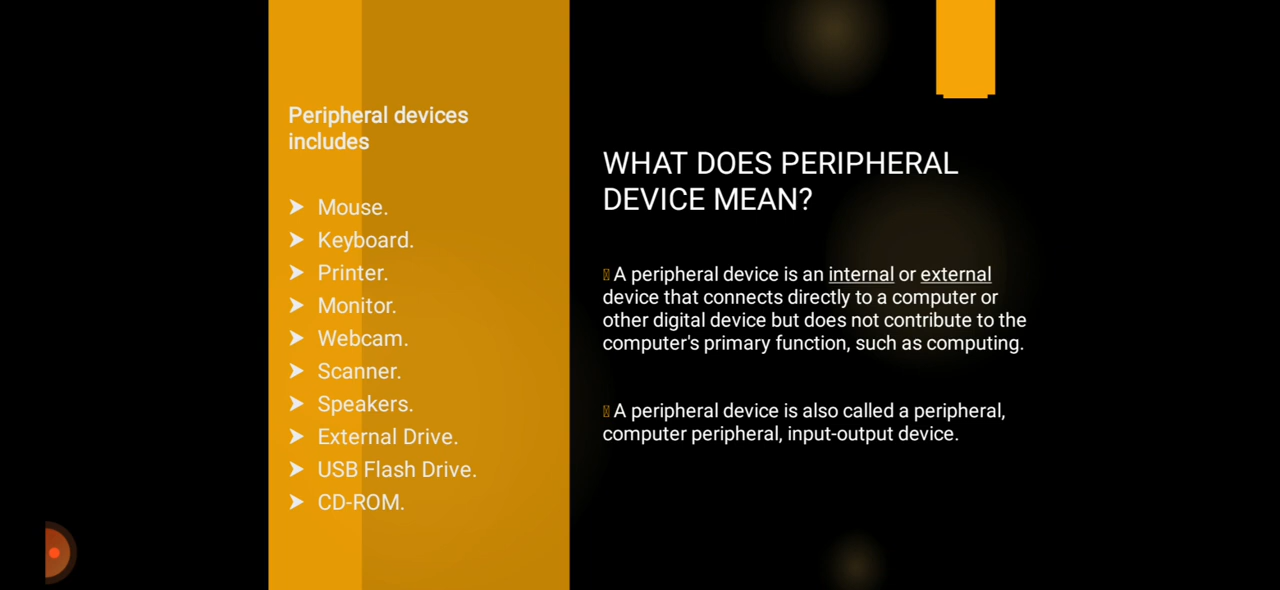 Peripheral devices
includes
➤ Mouse.
➤ Keyboard.
➤ Printer.
➤ Monitor.
➤ Webcam.
➤ Scanner.
➤ Speakers.
➤ External Drive.
➤ USB Flash Drive.
➤ CD-ROM.
WHAT DOES PERIPHERAL
DEVICE MEAN?
A peripheral device is an internal or external
device that connects directly to a computer or
other digital device but does not contribute to the
computer's primary function, such as computing.
A peripheral device is also called a peripheral,
computer peripheral, input-output device.